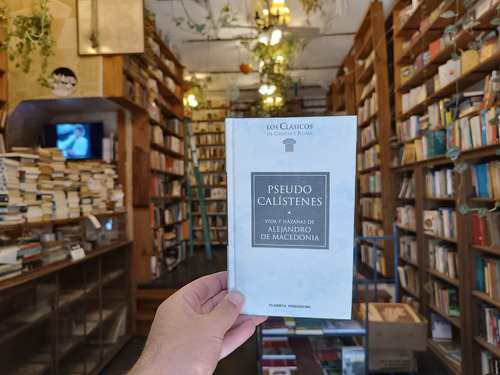 LOS CLÁSICOS
DE GRECIA Y ROMA
PSEUDO
CALÍSTENES
VIDA Y HAZAÑAS DE
ALEJANDRO
DE MACEDONIA
PLANETA DEAGOSTINI